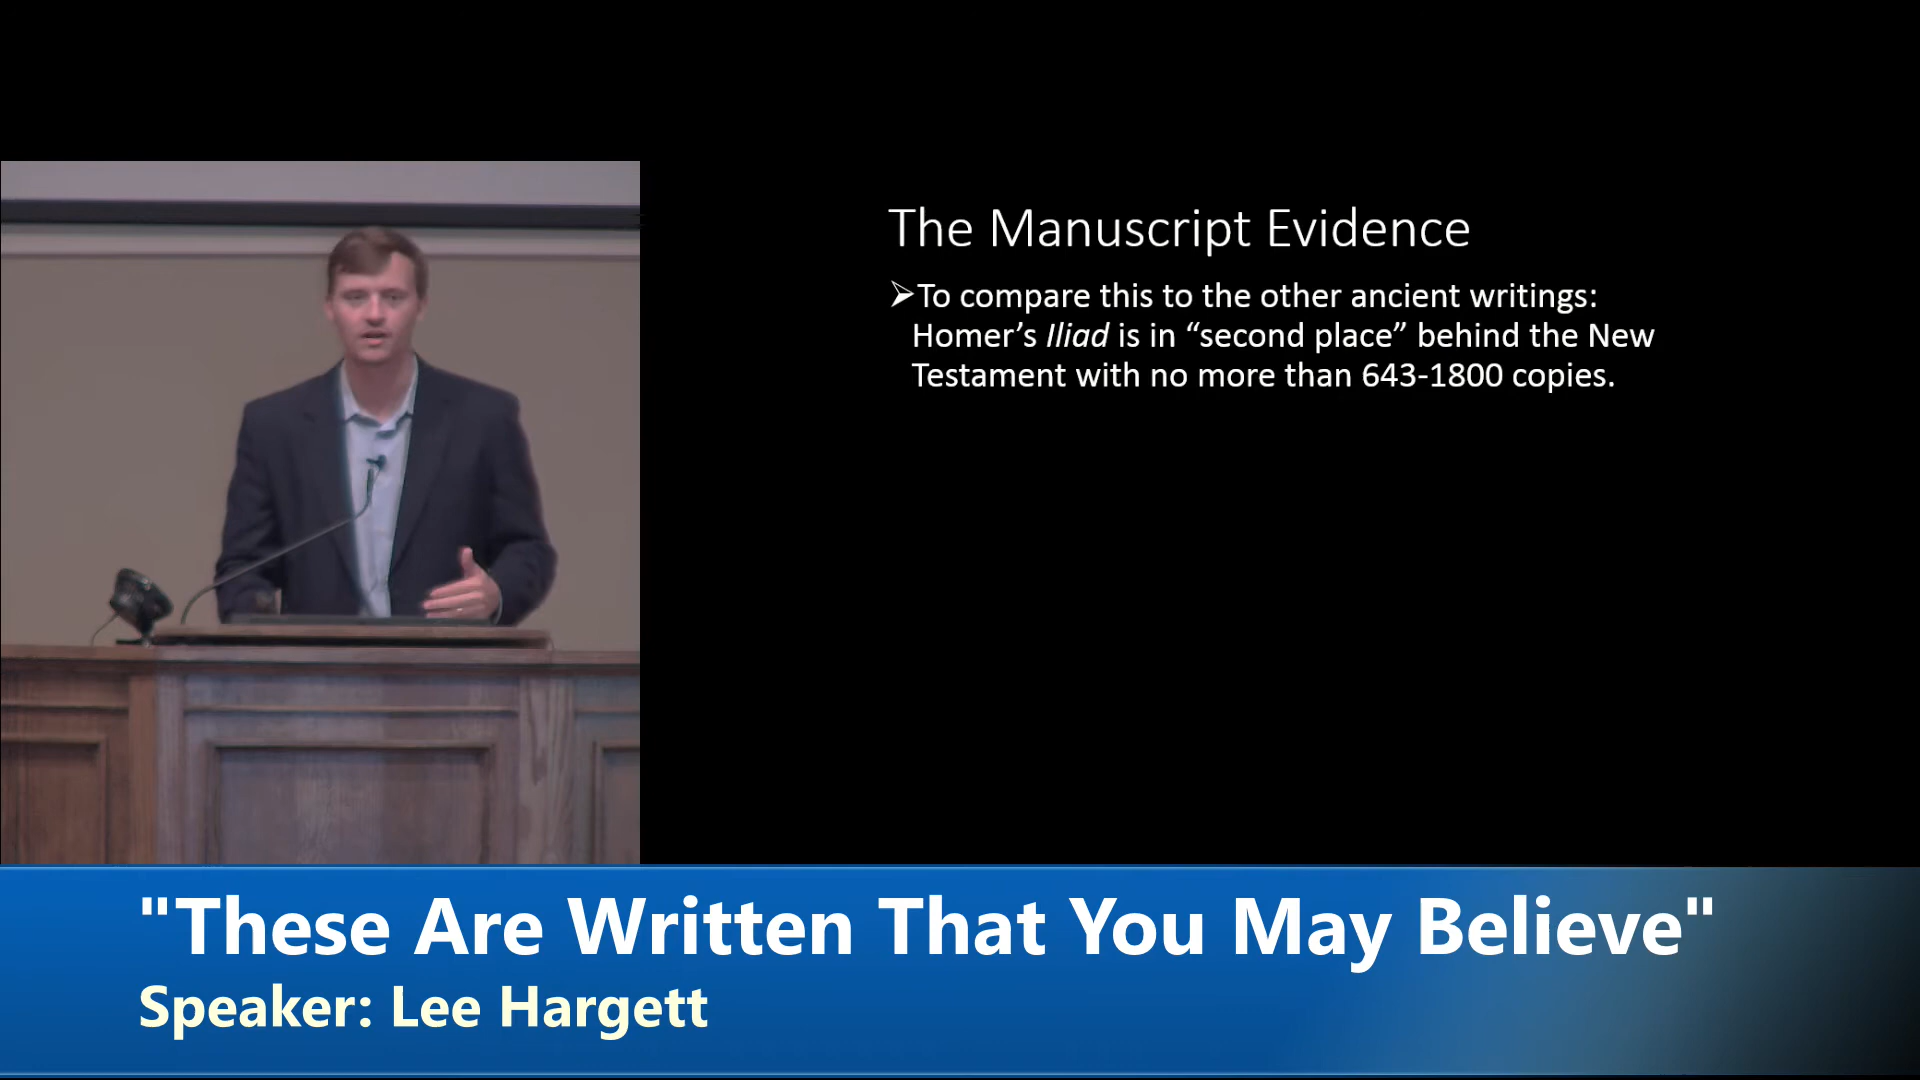 The Manuscript Evidence
➢To compare this to the other ancient writings:
Homer’s Iliad is in “second place” behind the New
Testament with no more than 643-1800 copies.
"These Are Written That You May Believe"
Speaker: Lee Hargett